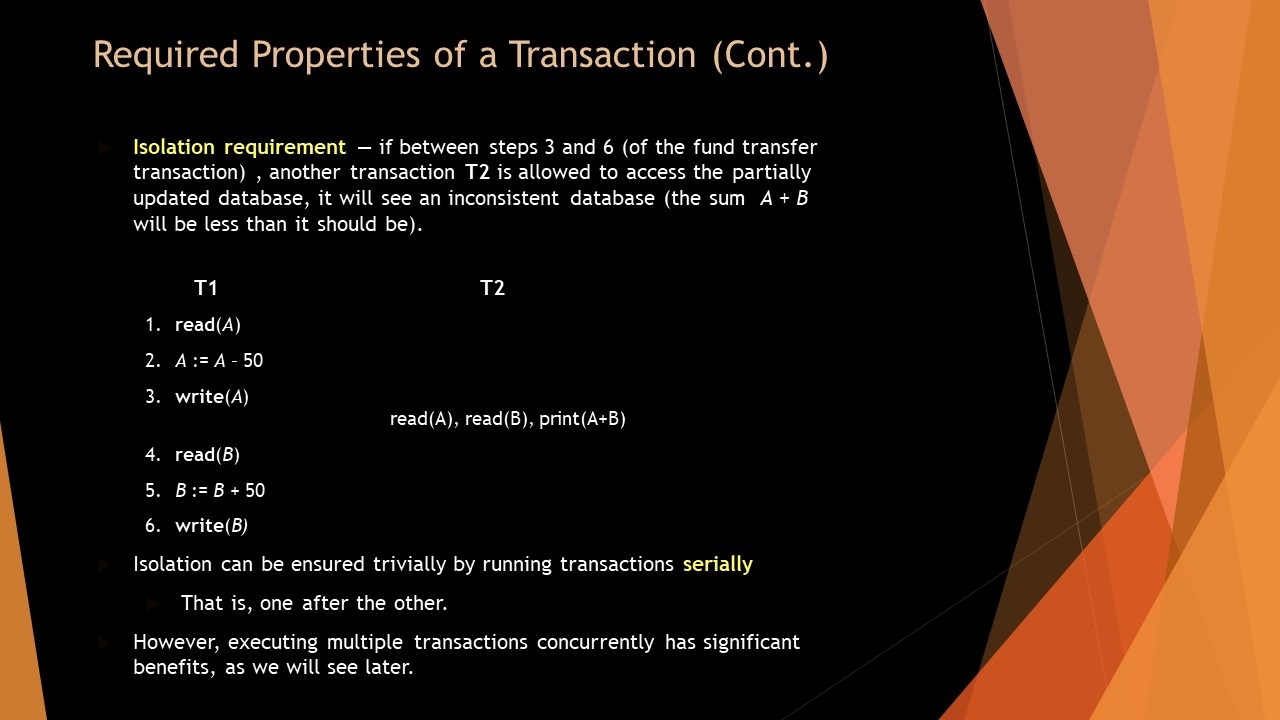 Required Properties of a Transaction (Cont.)
Isolation requirement — if between steps 3 and 6 (of the fund transfer
transaction) , another transaction T2 is allowed to access the partially
updated database, it will see an inconsistent database (the sum A + B
will be less than it should be).
T1 T2
1. read(A)
2. A := A – 50
3. write(A)
read(A), read(B), print(A+B)
4. read(B)
5. B := B + 50
6. write(B)
Isolation can be ensured trivially by running transactions serially
That is, one after the other.
However, executing multiple transactions concurrently has significant
benefits, as we will see later.